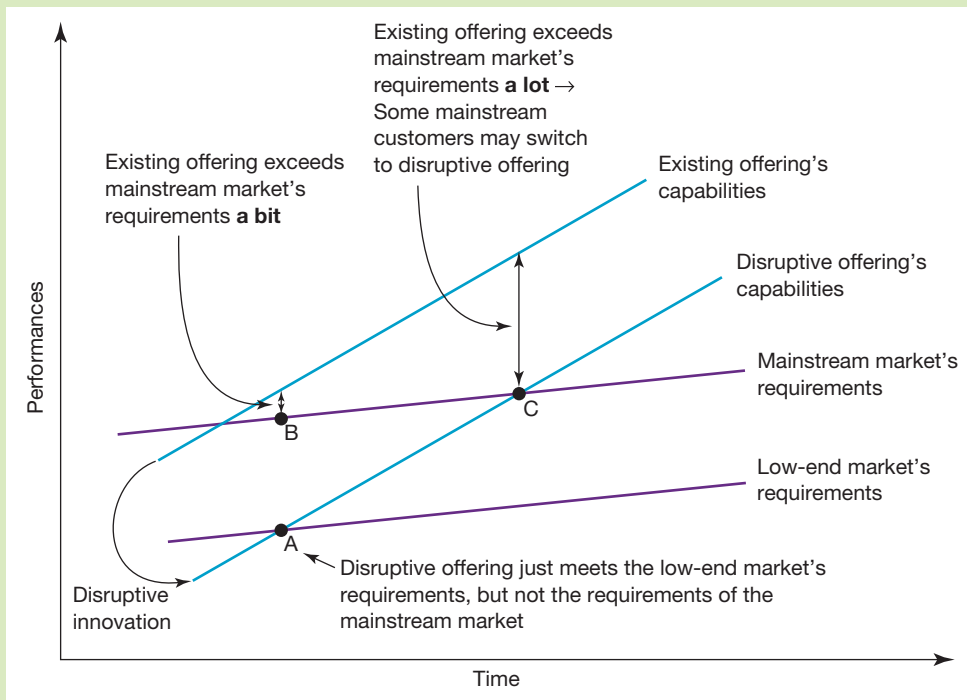 Existing offering exceeds
mainstream market's
requirements a lot →
Some mainstream
customers may switch
to disruptive offering
Existing offering exceeds
mainstream market's
requirements a bit
Existing offering's
capabilities
Disruptive offering's
capabilities
Mainstream market's
requirements
Low-end market's
requirements
Performances
B
C
A
Disruptive offering just meets the low-end market's
requirements, but not the requirements of the
mainstream market
Disruptive
innovation
Time